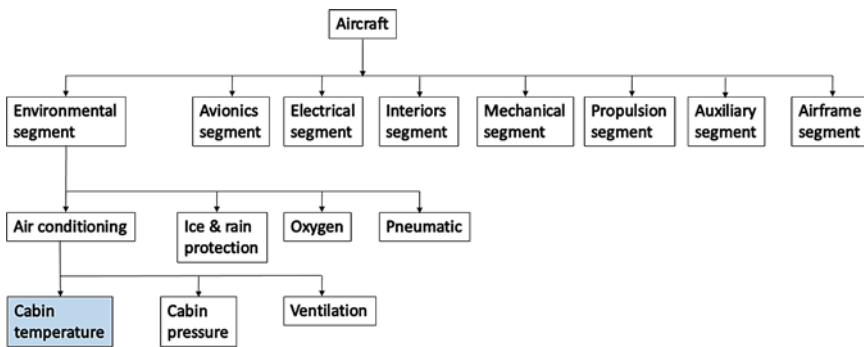 Aircraft
Environmental
segment
Avionics
segment
Electrical
segment
Interiors
segment
Mechanical
segment
Propulsion
segment
Auxiliary
segment
Airframe
segment
Air conditioning
Ice & rain
protection
Oxygen
Pneumatic
Cabin
temperature
Cabin
pressure
Ventilation